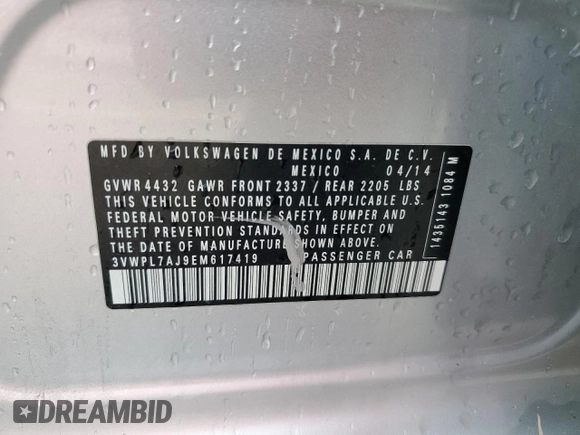 MFD BY VOLKSWAGEN DE MEXICO S.A. DE C.V.
MEXICO 04/14
GVWR 4432 GAWR FRONT 2337 / REAR 2205 LBS
THIS VEHICLE CONFORMS TO ALL APPLICABLE U.S.
FEDERAL MOTOR VEHICLE SAFETY, BUMPER AND
THEFT PREVENTION STANDARDS IN EFFECT ON
THE DATE OF MANUFACTURE SHOWN ABOVE.
3VWPL7AJ9EM617419 PASSENGER CAR
1435143 1084 M
DREAMBID